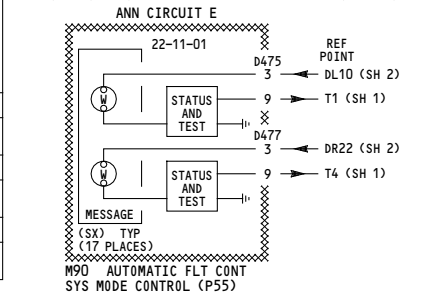 ANN CIRCUIT E
22-11-01
REF
POINT
D475
3
DL10 (SH 2)
W
STATUS
AND
TEST
9
T1 (SH 1)
D477
3
DR22 (SH 2)
W
STATUS
AND
TEST
9
T4 (SH 1)
MESSAGE
(SX) TYP
(17 PLACES)
M90 AUTOMATIC FLT CONT
SYS MODE CONTROL (P55)